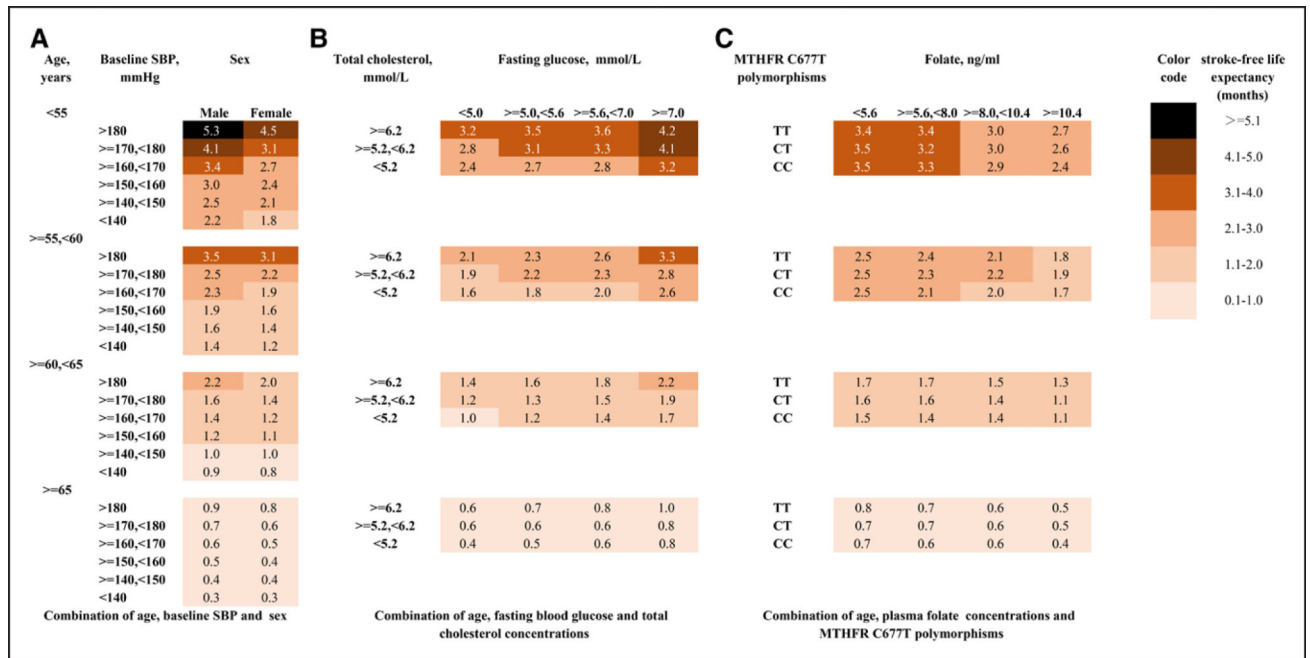 A B C
Age, Baseline SBP, Sex Total cholesterol, Fasting glucose, mmol/L MTHFR C677T Folate, ng/ml Color stroke-free life
years mmHg mmol/L polymorphisms code expectancy
(months)
<55 Male Female <5.0 >=5.0,<5.6 >=5.6,<7.0 >=7.0 <5.6 >=5.6,<8.0 >=8.0,<10.4 >=10.4
>180 5.3 4.5 >=6.2 3.2 3.5 3.6 4.2 TT 3.4 3.4 3.0 2.7 >=5.1
>=170,<180 4.1 3.1 >=5.2,<6.2 2.8 3.1 3.3 4.1 CT 3.5 3.2 3.0 2.6 4.1-5.0
>=160,<170 3.4 2.7 <5.2 2.4 2.7 2.8 3.2 CC 3.5 3.3 2.9 2.4
>=150,<160 3.0 2.4 3.1-4.0
>=140,<150 2.5 2.1
<140 2.2 1.8 2.1-3.0
>=55,<60
>180 3.5 3.1 >=6.2 2.1 2.3 2.6 3.3 TT 2.5 2.4 2.1 1.8 1.1-2.0
>=170,<180 2.5 2.2 >=5.2,<6.2 1.9 2.2 2.3 2.8 CT 2.5 2.3 2.2 1.9
>=160,<170 2.3 1.9 <5.2 1.6 1.8 2.0 2.6 CC 2.5 2.1 2.0 1.7 0.1-1.0
>=150,<160 1.9 1.6
>=140,<150 1.6 1.4
<140 1.4 1.2
>=60,<65
>180 2.2 2.0 >=6.2 1.4 1.6 1.8 2.2 TT 1.7 1.7 1.5 1.3
>=170,<180 1.6 1.4 >=5.2,<6.2 1.2 1.3 1.5 1.9 CT 1.6 1.6 1.4 1.1
>=160,<170 1.4 1.2 <5.2 1.0 1.2 1.4 1.7 CC 1.5 1.4 1.4 1.1
>=150,<160 1.2 1.1
>=140,<150 1.0 1.0
<140 0.9 0.8
>=65
>180 0.9 0.8 >=6.2 0.6 0.7 0.8 1.0 TT 0.8 0.7 0.6 0.5
>=170,<180 0.7 0.6 >=5.2,<6.2 0.6 0.6 0.6 0.8 CT 0.7 0.7 0.6 0.5
>=160,<170 0.6 0.5 <5.2 0.4 0.5 0.6 0.8 CC 0.7 0.6 0.6 0.4
>=150,<160 0.5 0.4
>=140,<150 0.4 0.4
<140 0.3 0.3
Combination of age, baseline SBP and sex Combination of age, fasting blood glucose and total Combination of age, plasma folate concentrations and
cholesterol concentrations MTHFR C677T polymorphisms